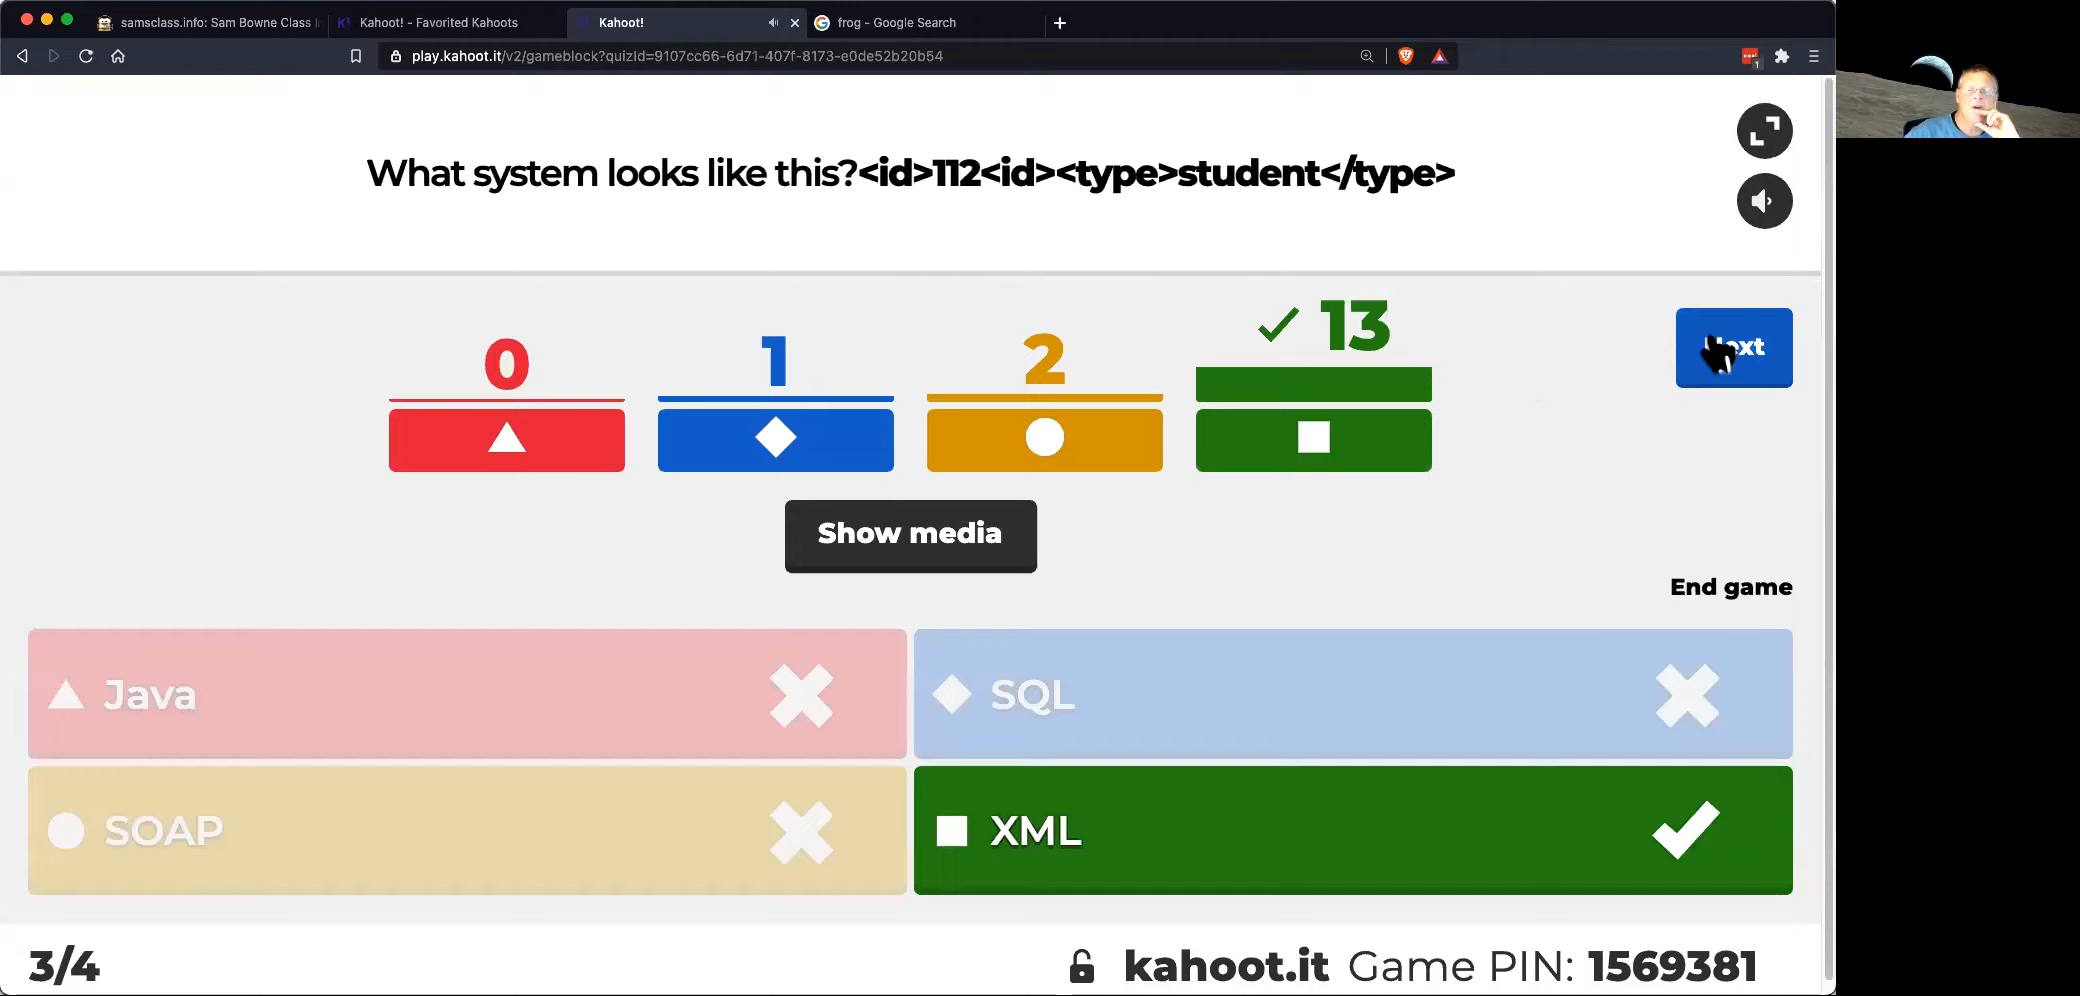 samsclass.info: Sam Bowne Class I
Kahoot! - Favorited Kahoots
Kahoot!
frog - Google Search
play.kahoot.it/v2/gameblock?quizId=9107cc66-6d71-407f-8173-e0de52b20b54
1
What system looks like this?<id>112<id><type>student</type>
0
1
2
13
Next
Show media
End game
Java
SQL
SOAP
XML
3/4
kahoot.it Game PIN: 1569381